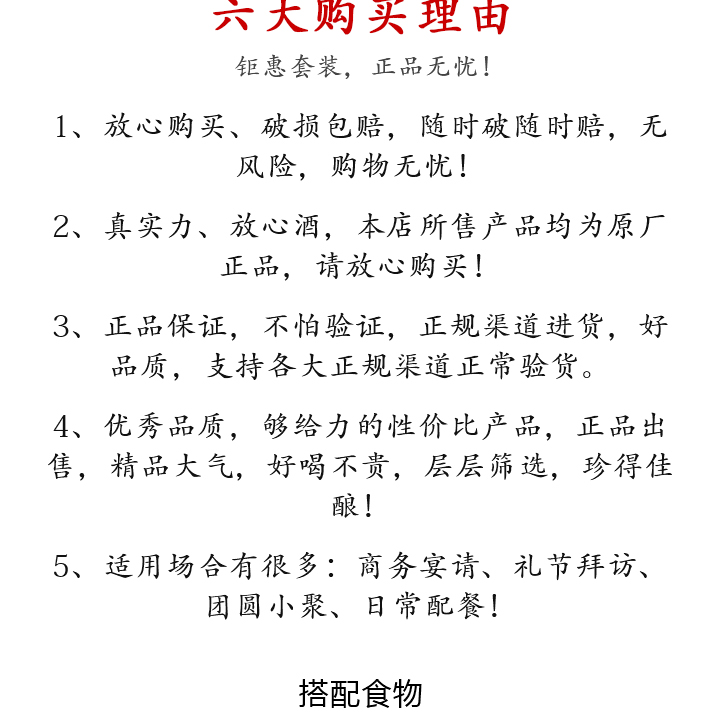 六大购买理由
钜惠套装，正品无忧！
1、放心购买、破损包赔，随时破随时赔，无
风险，购物无忧！
2、真实力、放心酒，本店所售产品均为原厂
正品，请放心购买！
3、正品保证，不怕验证，正规渠道进货，好
品质，支持各大正规渠道正常验货。
4、优秀品质，够给力的性价比产品，正品出
售，精品大气，好喝不贵，层层筛选，珍得佳
酿！
5、适用场合有很多：商务宴请、礼节拜访、
团圆小聚、日常配餐！
搭配食物